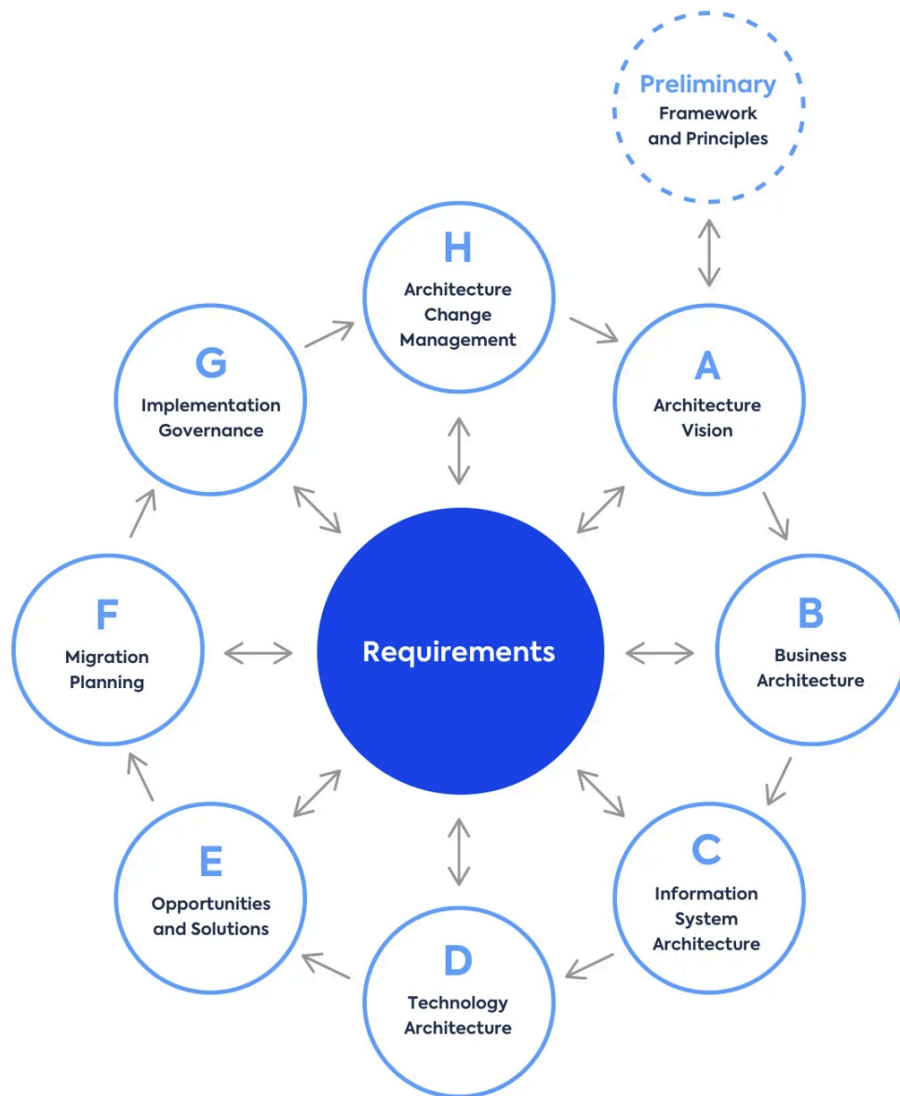 Preliminary
Framework
and Principles
H
Architecture
Change
Management
A
Architecture
Vision
B
Business
Architecture
C
Information
System
Architecture
D
Technology
Architecture
E
Opportunities
and Solutions
F
Migration
Planning
G
Implementation
Governance
Requirements